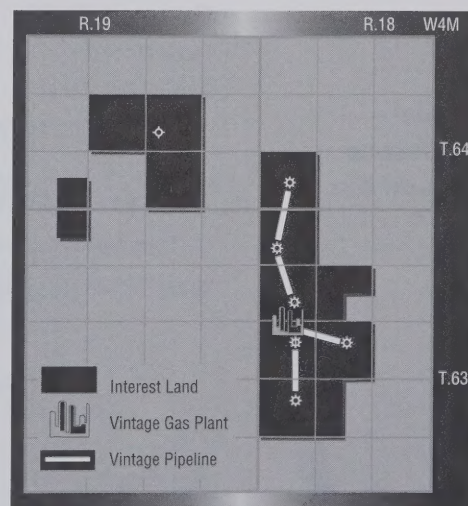 R.19 R.18 W4M
T.64
T.63
Interest Land
Vintage Gas Plant
Vintage Pipeline